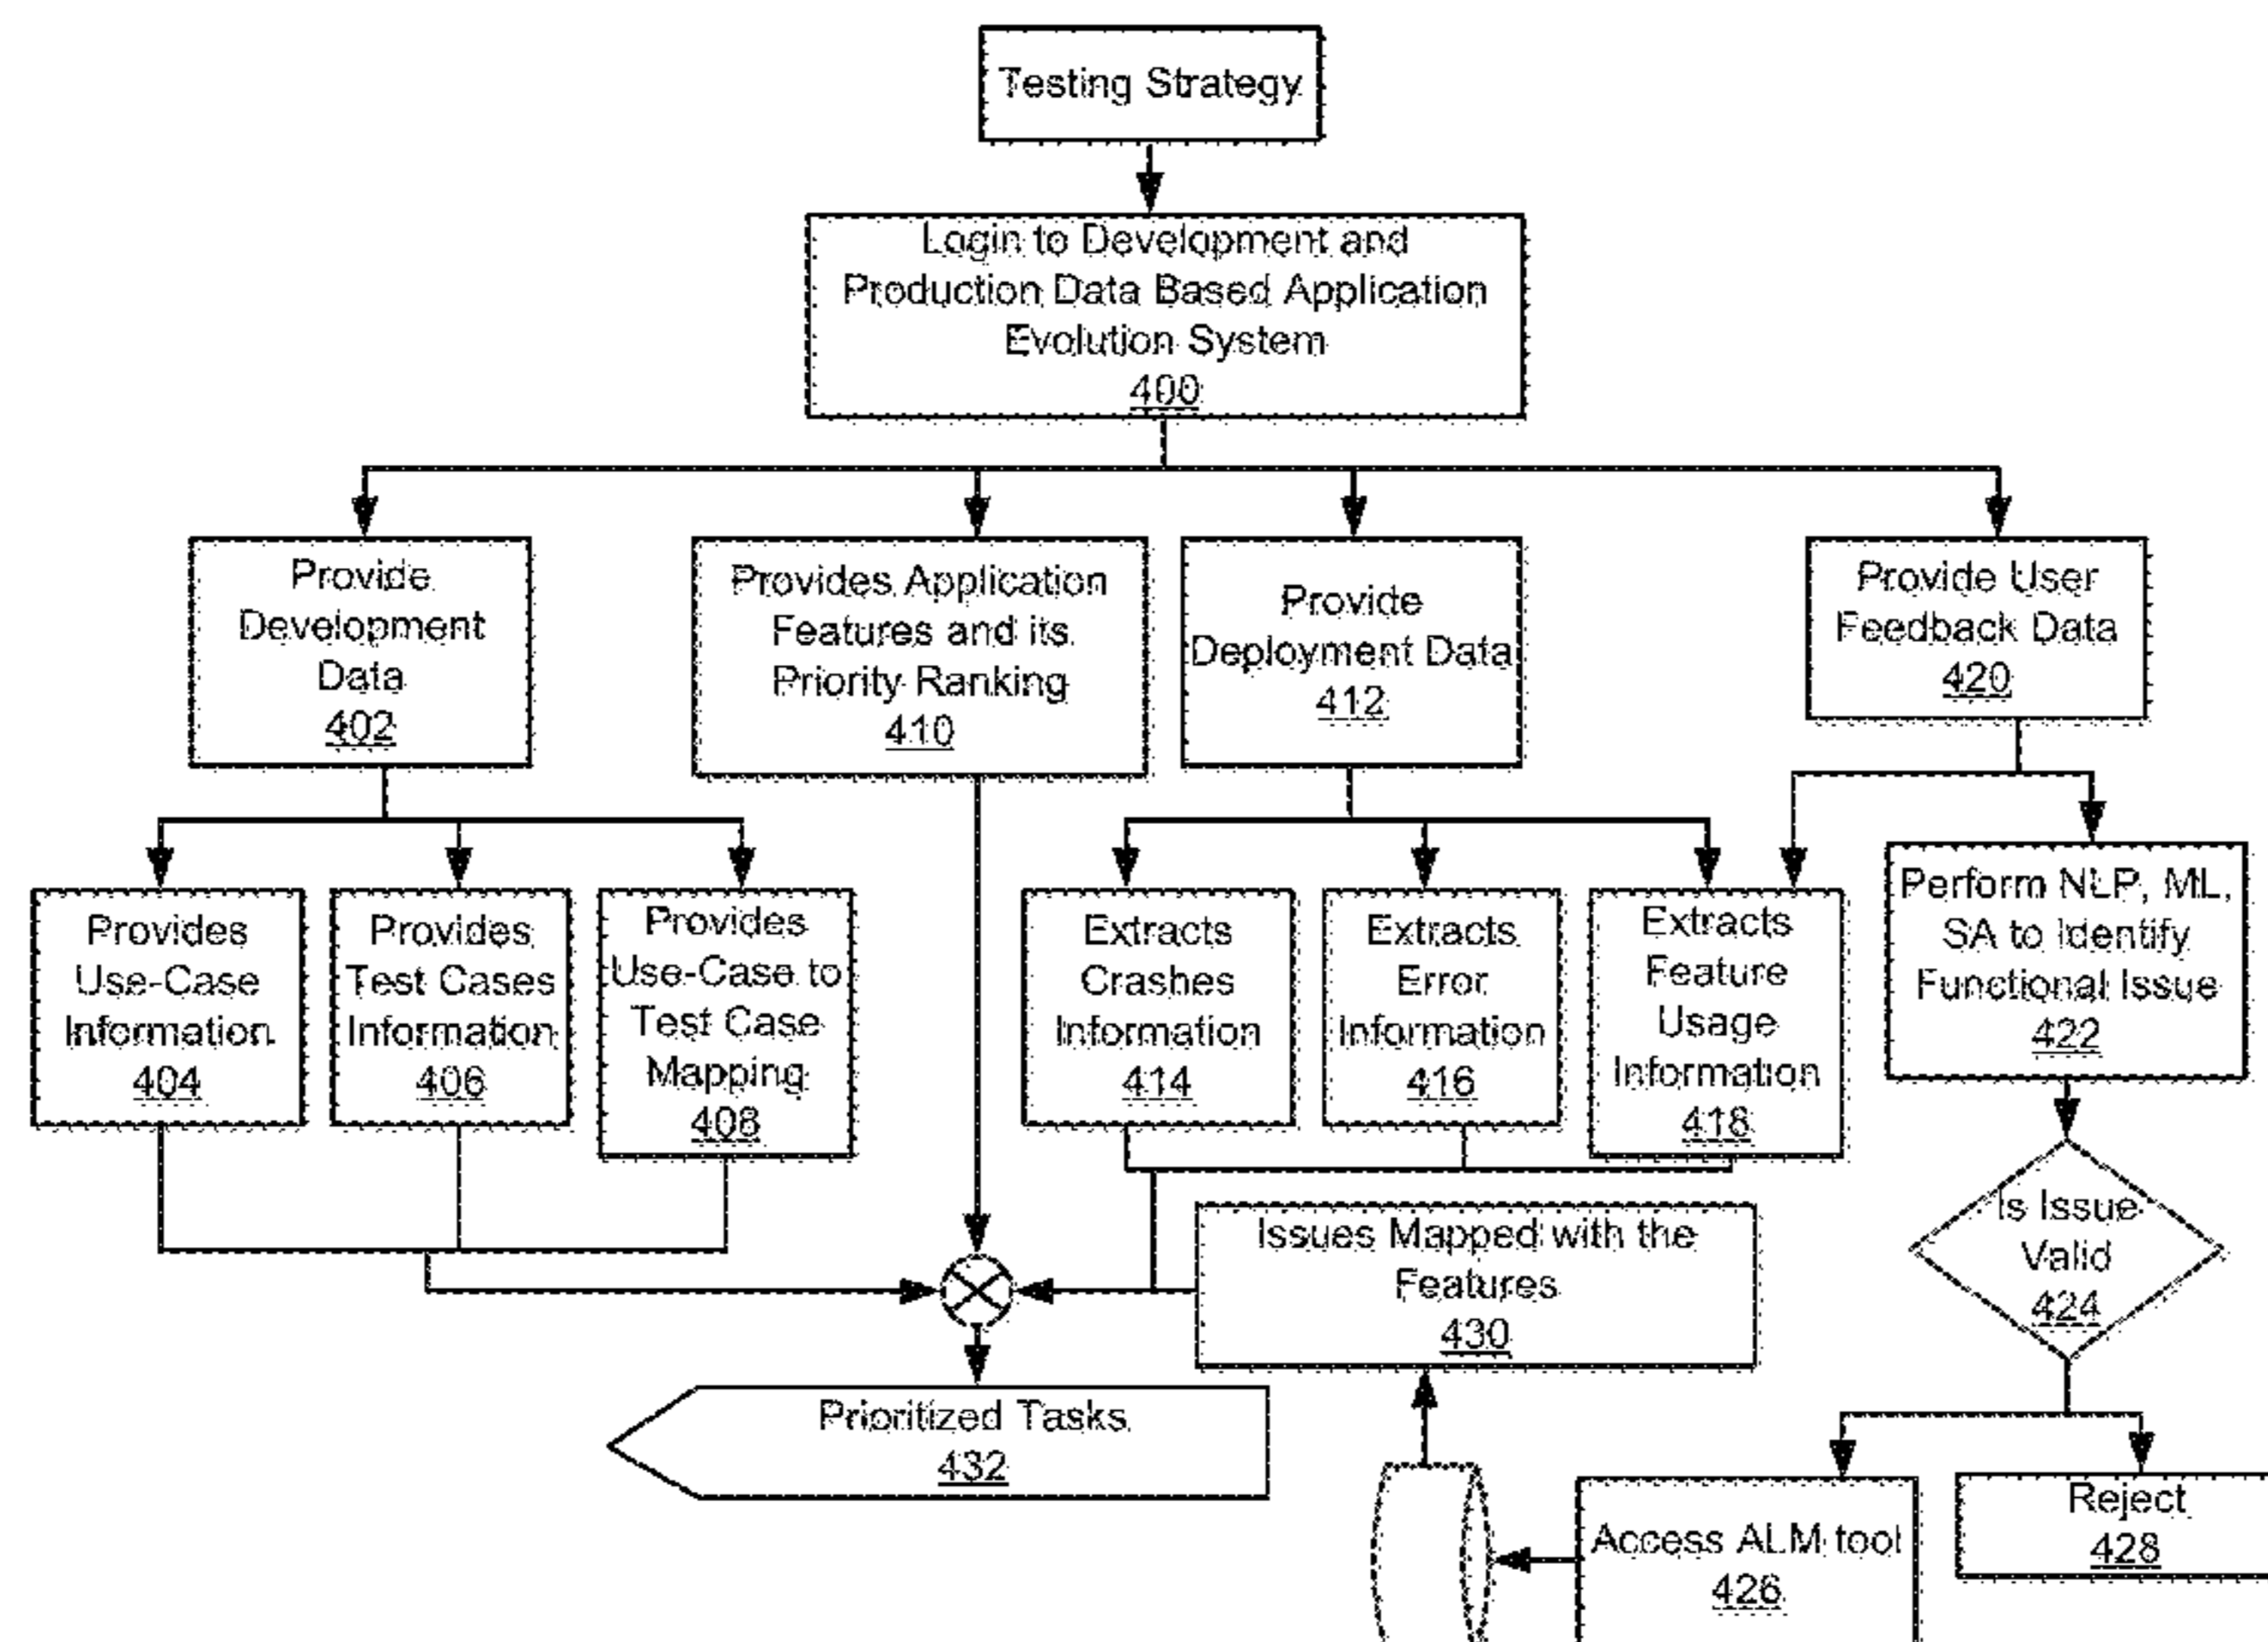 Testing Strategy
Login to Development and
Production Data Based Application
Evolution System
400
Provide
Development
Data
402
Provides Application
Features and its
Priority Ranking
410
Provide
Deployment Data
412
Provide User
Feedback Data
420
Provides
Use-Case
Information
404
Provides
Test Cases
Information
406
Provides
Use-Case to
Test Case
Mapping
408
Extracts
Crashes
Information
414
Extracts
Error
Information
416
Extracts
Feature
Usage
Information
418
Perform NLP, ML,
SA to Identify
Functional Issue
422
Is Issue
Valid
424
Issues Mapped with the
Features
430
Prioritized Tasks
432
Access ALM tool
426
Reject
428